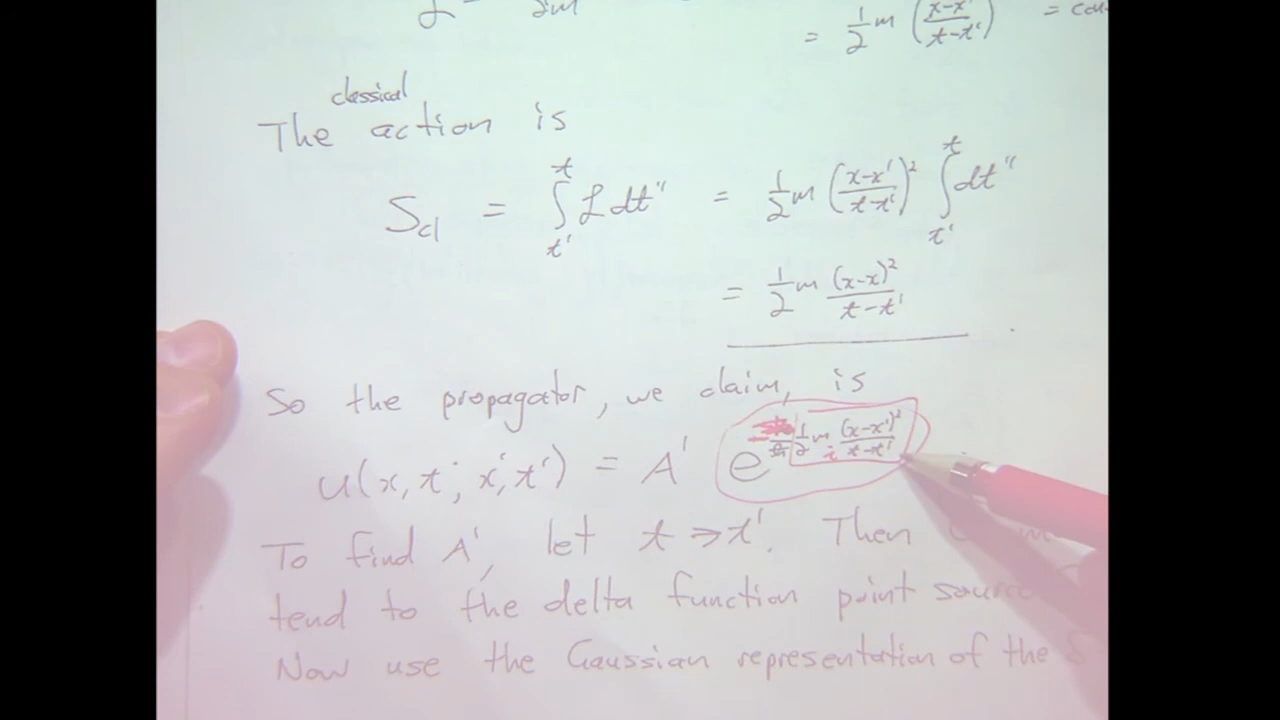 = 1/2 m ((x-x')/(t-t'))
classical
The action is
S_cl = ∫_{t'}^{t} ℒ dt'' = 1/2 m ((x-x')/(t-t'))² ∫_{t'}^{t} dt''
= 1/2 m (x-x)²/(t-t')
So the propagator, we claim, is
U(x, t; x', t') = A' e^{1/2 m (x-x')²/(t-t')}
To find A', let t → t'. Then
tend to the delta function point source
Now use the Gaussian representation of the δ